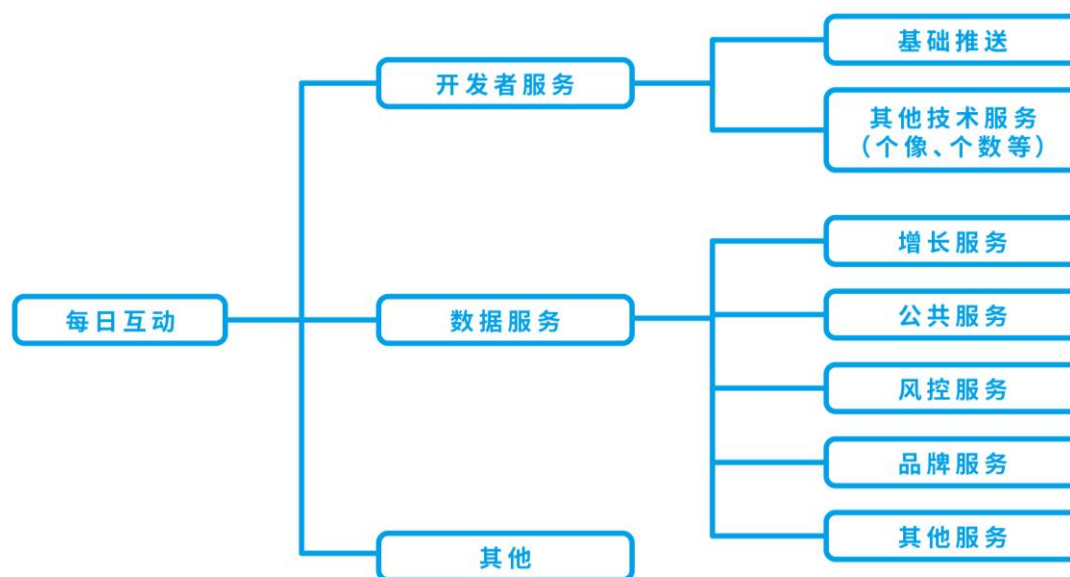 每日互动
开发者服务
基础推送
其他技术服务
（个像、个数等）
数据服务
增长服务
公共服务
风控服务
品牌服务
其他服务
其他